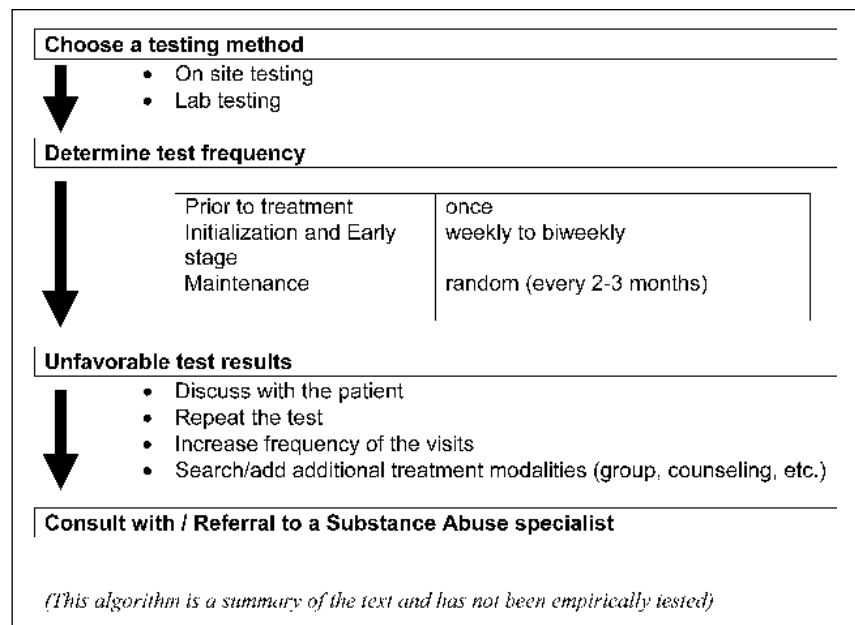 Choose a testing method
• On site testing
• Lab testing
Determine test frequency
Prior to treatment once
Initialization and Early weekly to biweekly
stage
Maintenance random (every 2-3 months)
Unfavorable test results
• Discuss with the patient
• Repeat the test
• Increase frequency of the visits
• Search/add additional treatment modalities (group, counseling, etc.)
Consult with / Referral to a Substance Abuse specialist
(This algorithm is a summary of the text and has not been empirically tested)